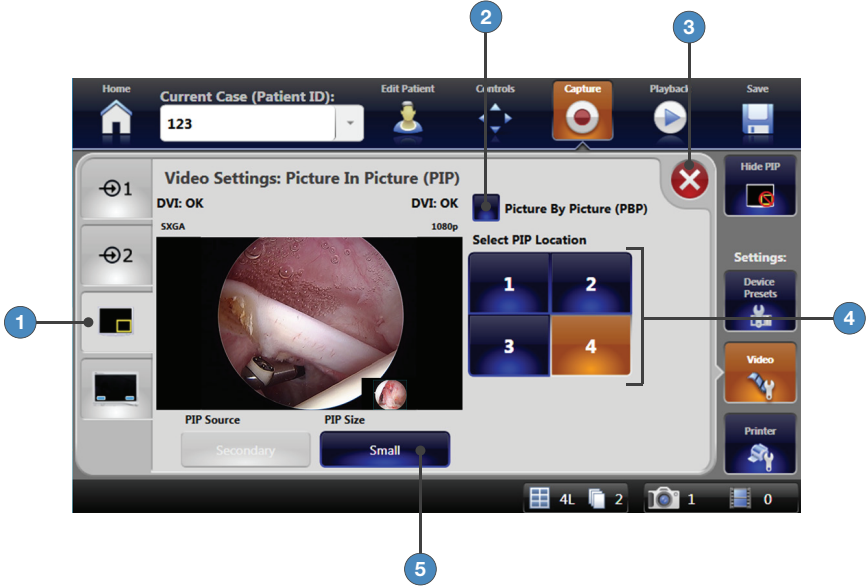 2
3
Home
Current Case (Patient ID):
123
Edit Patient
Controls
Capture
Playback
Save
1
Video Settings: Picture In Picture (PIP)
DVI: OK
DVI: OK
SXGA
1080p
Picture By Picture (PBP)
Hide PIP
2
Select PIP Location
1
2
3
4
Settings:
Device
Presets
1
4
Video
PIP Source
PIP Size
Secondary
Small
Printer
4L
2
1
0
5